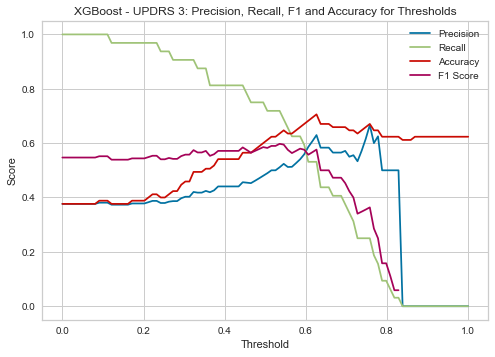 XGBoost - UPDRS 3: Precision, Recall, F1 and Accuracy for Thresholds
Precision
Recall
Accuracy
F1 Score
1.0
0.8
0.6
0.4
0.2
0.0
Score
0.0 0.2 0.4 0.6 0.8 1.0
Threshold